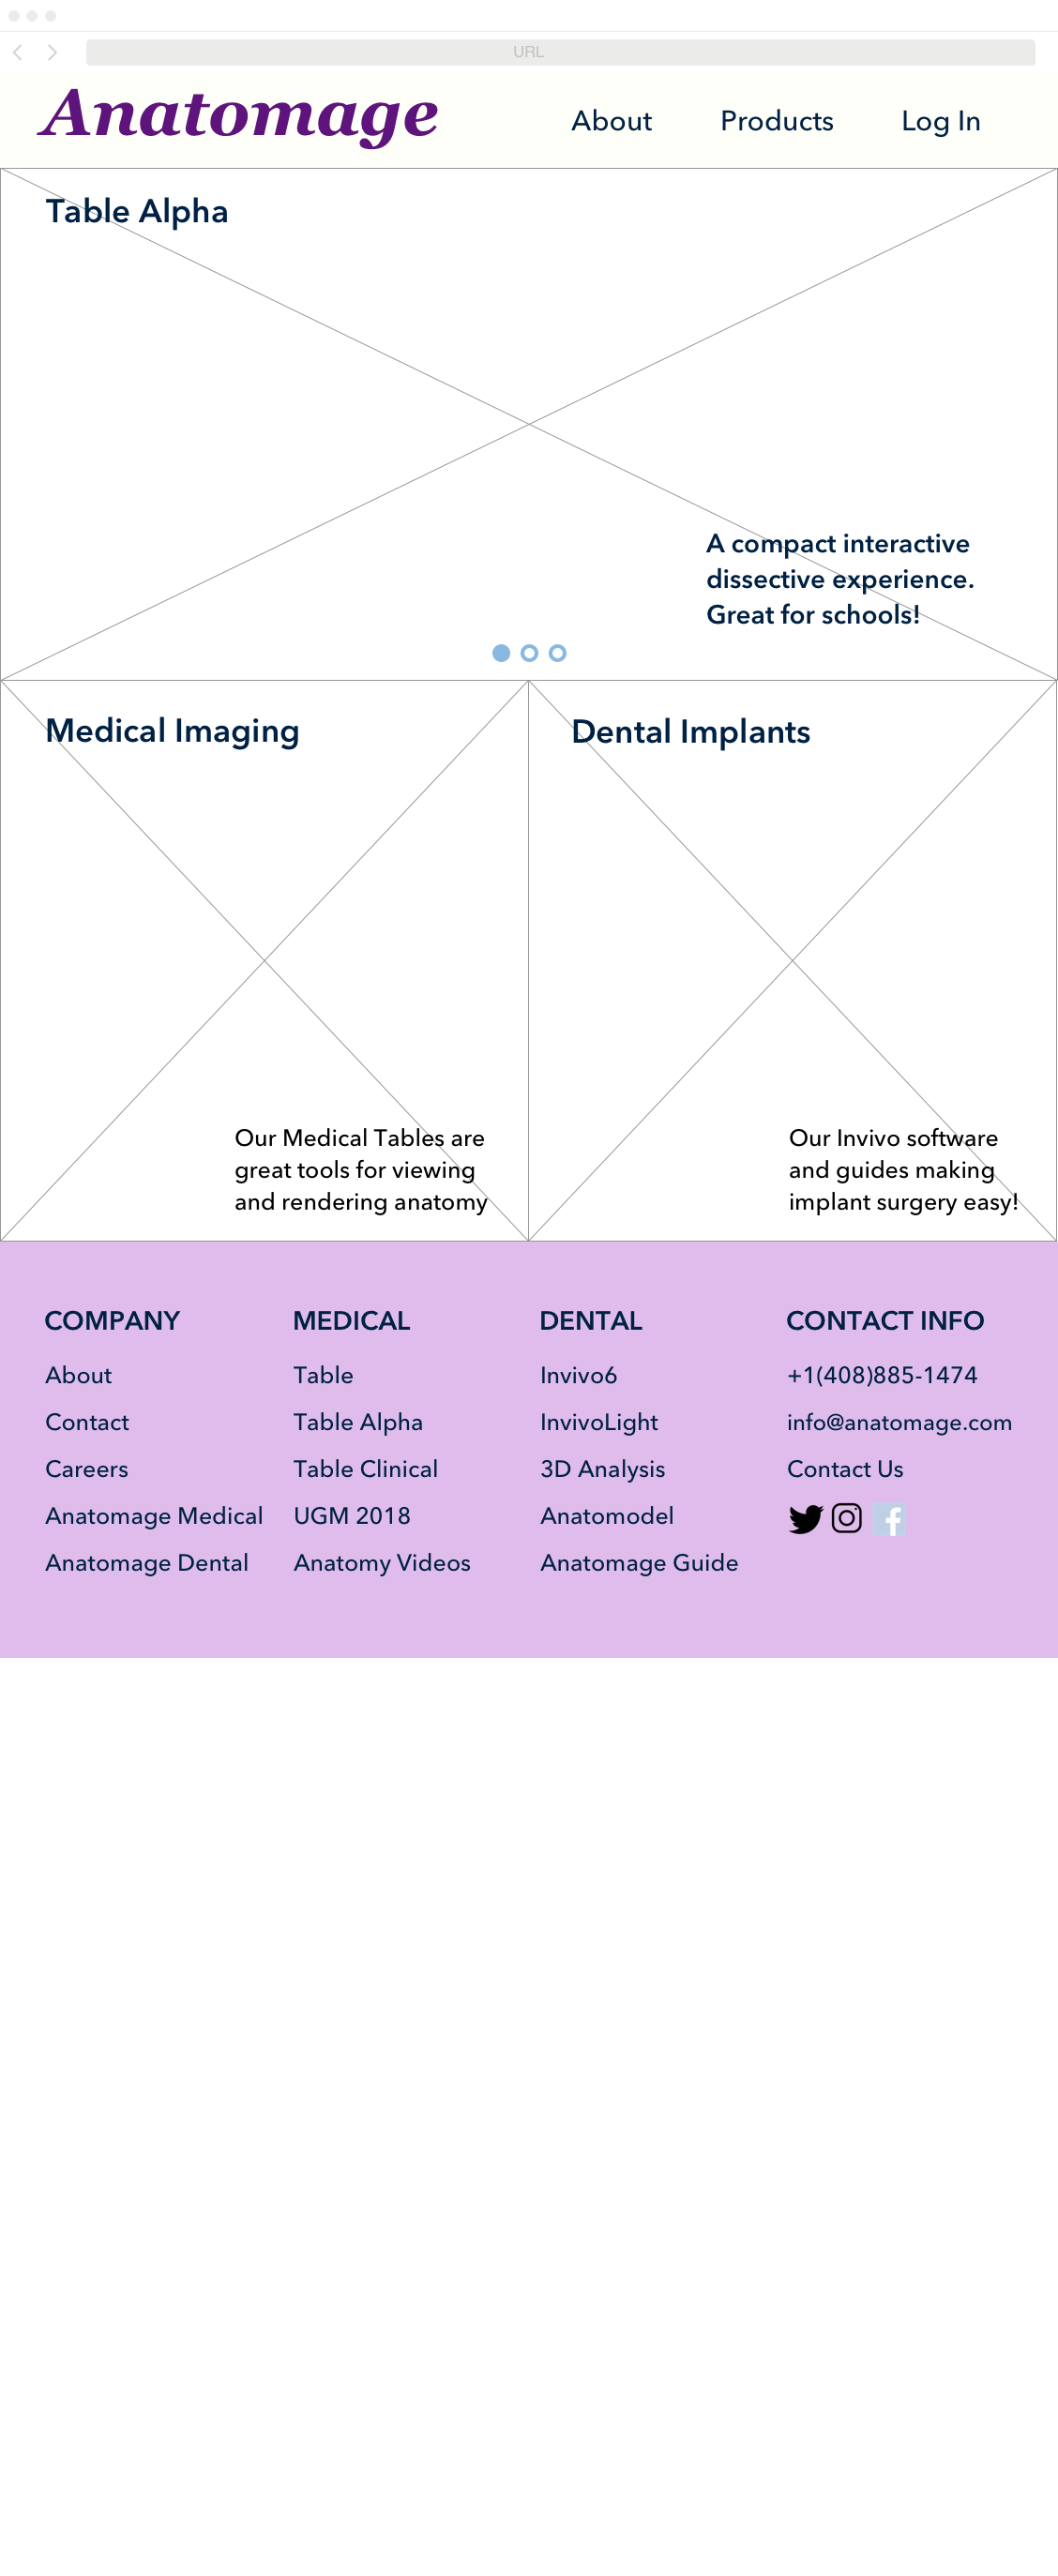 URL
Anatomage
About Products Log In
Table Alpha
A compact interactive
dissective experience.
Great for schools!
Medical Imaging
Our Medical Tables are
great tools for viewing
and rendering anatomy
Dental Implants
Our Invivo software
and guides making
implant surgery easy!
COMPANY
About
Contact
Careers
Anatomage Medical
Anatomage Dental
MEDICAL
Table
Table Alpha
Table Clinical
UGM 2018
Anatomy Videos
DENTAL
Invivo6
InvivoLight
3D Analysis
Anatomodel
Anatomage Guide
CONTACT INFO
+1(408)885-1474
info@anatomage.com
Contact Us